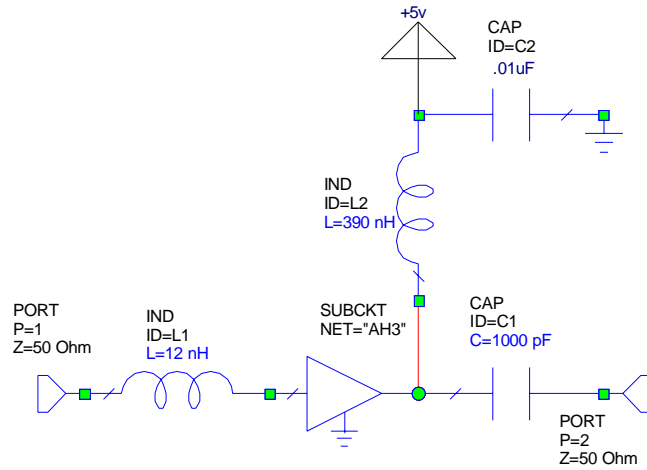 +5v
CAP
ID=C2
.01uF
IND
ID=L2
L=390 nH
PORT
P=1
Z=50 Ohm
IND
ID=L1
L=12 nH
SUBCKT
NET="AH3"
CAP
ID=C1
C=1000 pF
PORT
P=2
Z=50 Ohm